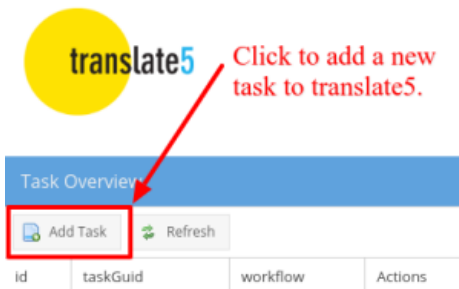 translate5
Click to add a new
task to translate5.
Task Overview
Add Task
Refresh
id
taskGuid
workflow
Actions